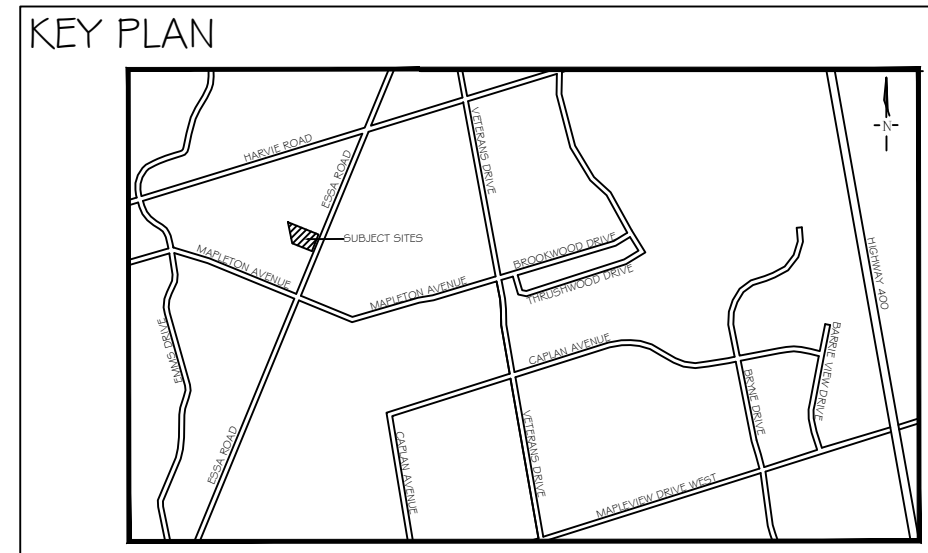 KEY PLAN
N
HARVIE ROAD
ESSA ROAD
VETERANS DRIVE
SUBJECT SITES
BROOKWOOD DRIVE
MAPLETON AVENUE
MAPLETON AVENUE
THRUSHWOOD DRIVE
HIGHWAY 400
EMMS DRIVE
CAPLAN AVENUE
BARRIE VIEW DRIVE
BRYNE DRIVE
ESSA ROAD
CAPLAN AVENUE
VETERANS DRIVE
MAPLEVIEW DRIVE WEST